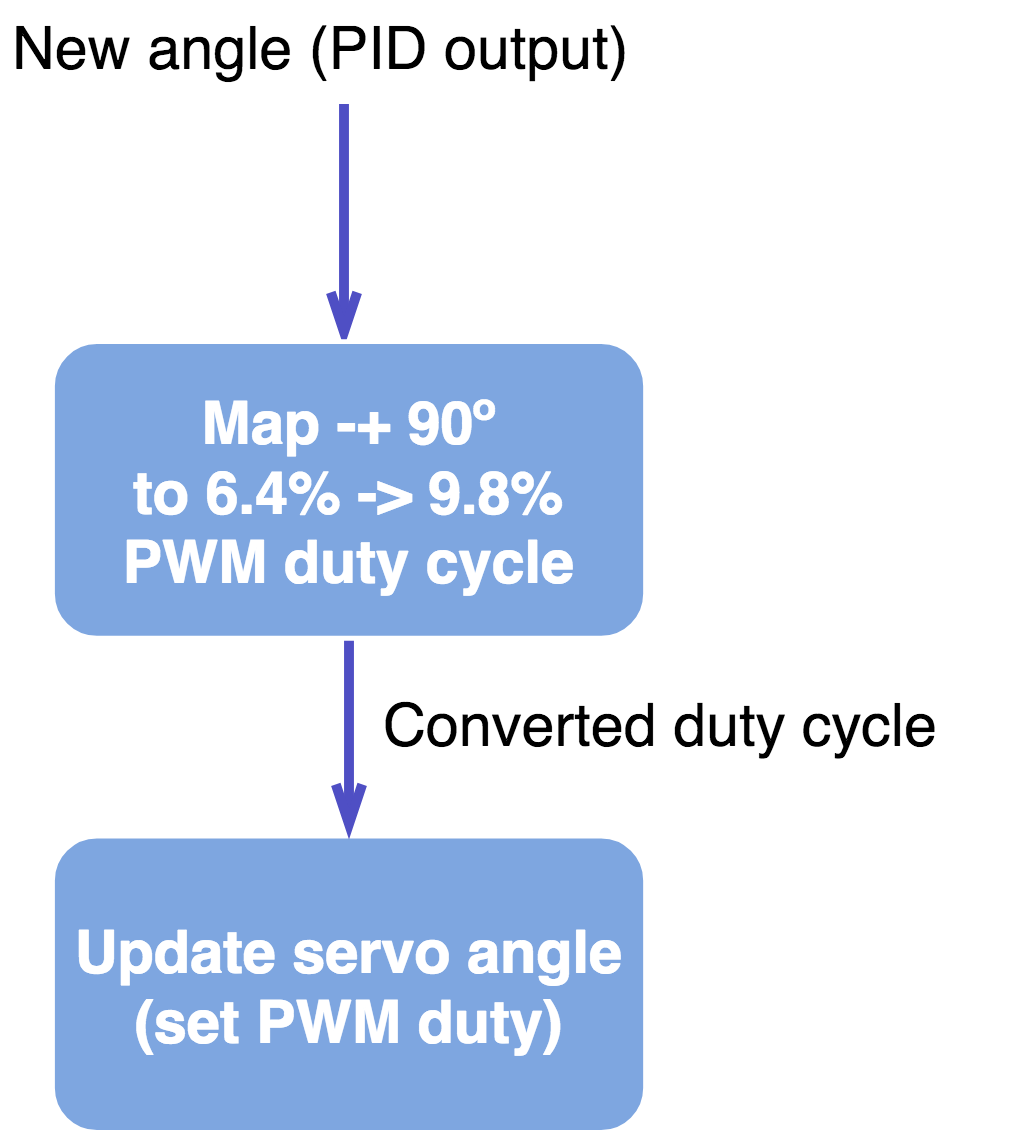 New angle (PID output)
Map -+ 90º
to 6.4% -> 9.8%
PWM duty cycle
Converted duty cycle
Update servo angle
(set PWM duty)